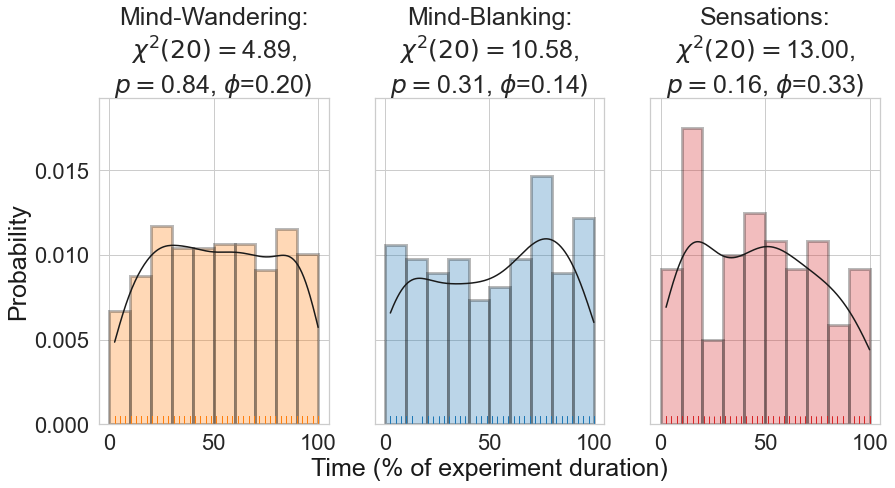 Mind-Wandering:
χ²(20) = 4.89,
p = 0.84, ϕ=0.20)
Mind-Blanking:
χ²(20) = 10.58,
p = 0.31, ϕ=0.14)
Sensations:
χ²(20) = 13.00,
p = 0.16, ϕ=0.33)
Probability
0.015
0.010
0.005
0.000
0 50 100
0 50 100
0 50 100
Time (% of experiment duration)